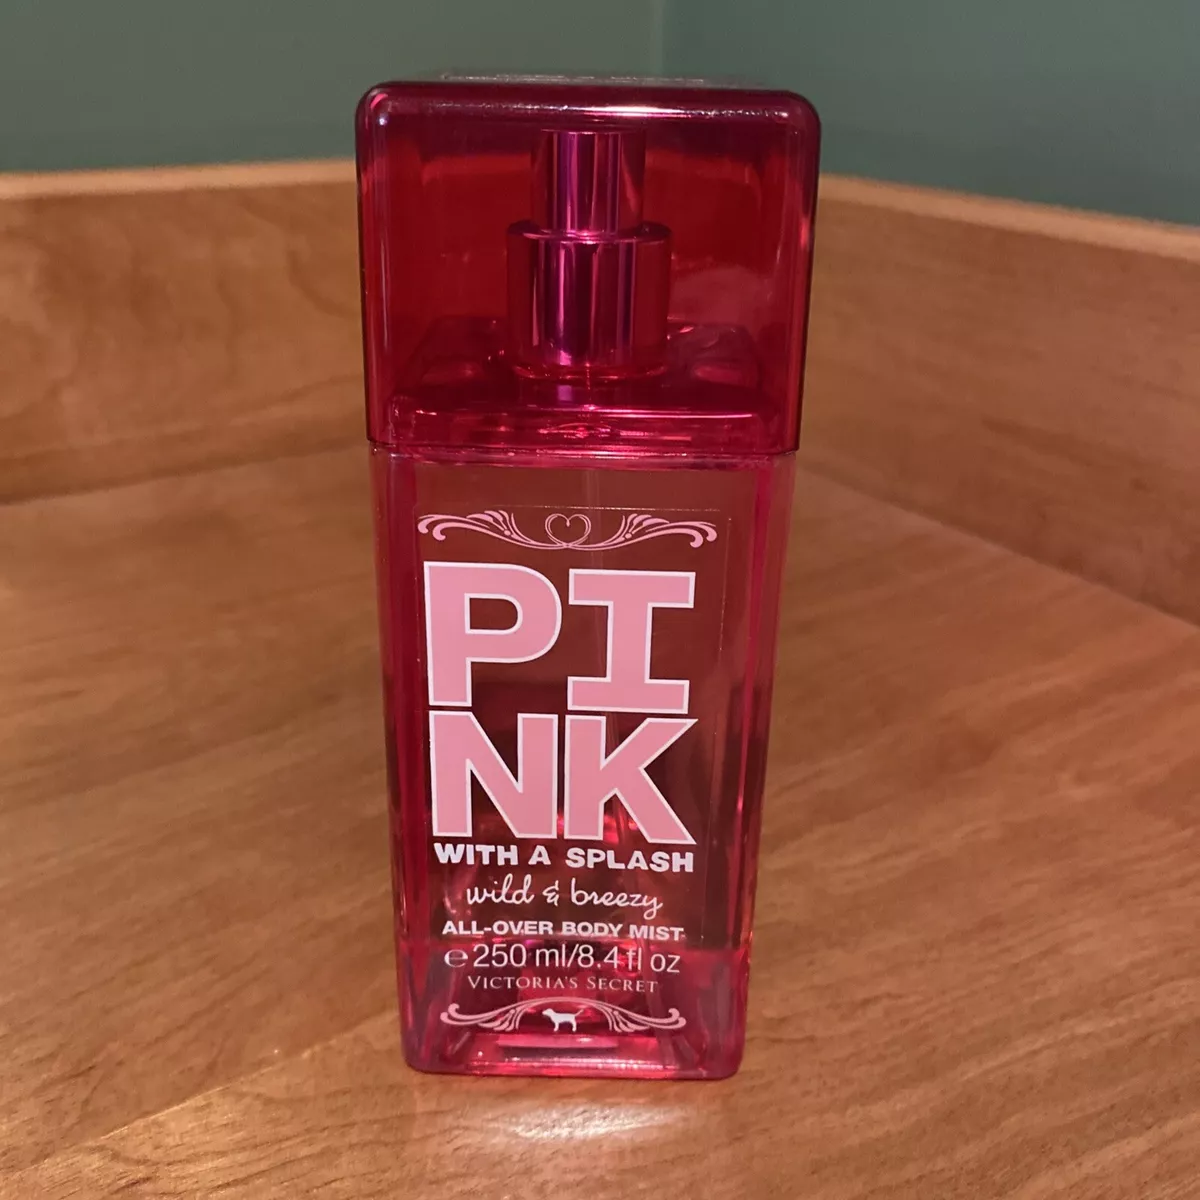 PI
NK
WITH A SPLASH
wild & breezy
ALL-OVER BODY MIST
℮ 250 ml/8.4 fl oz
VICTORIA'S SECRET